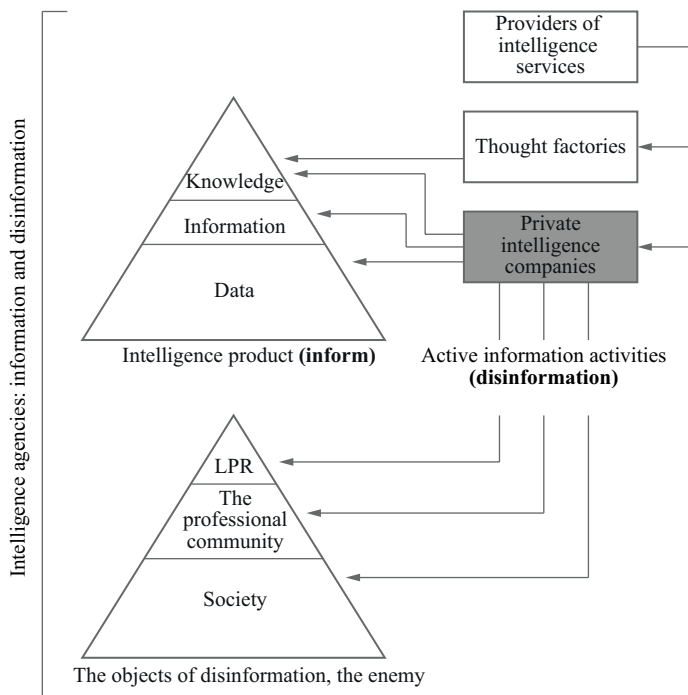 Intelligence agencies: information and disinformation
Providers of
intelligence
services
Thought factories
Private
intelligence
companies
Knowledge
Information
Data
Intelligence product (inform)
Active information activities
(disinformation)
LPR
The
professional
community
Society
The objects of disinformation, the enemy